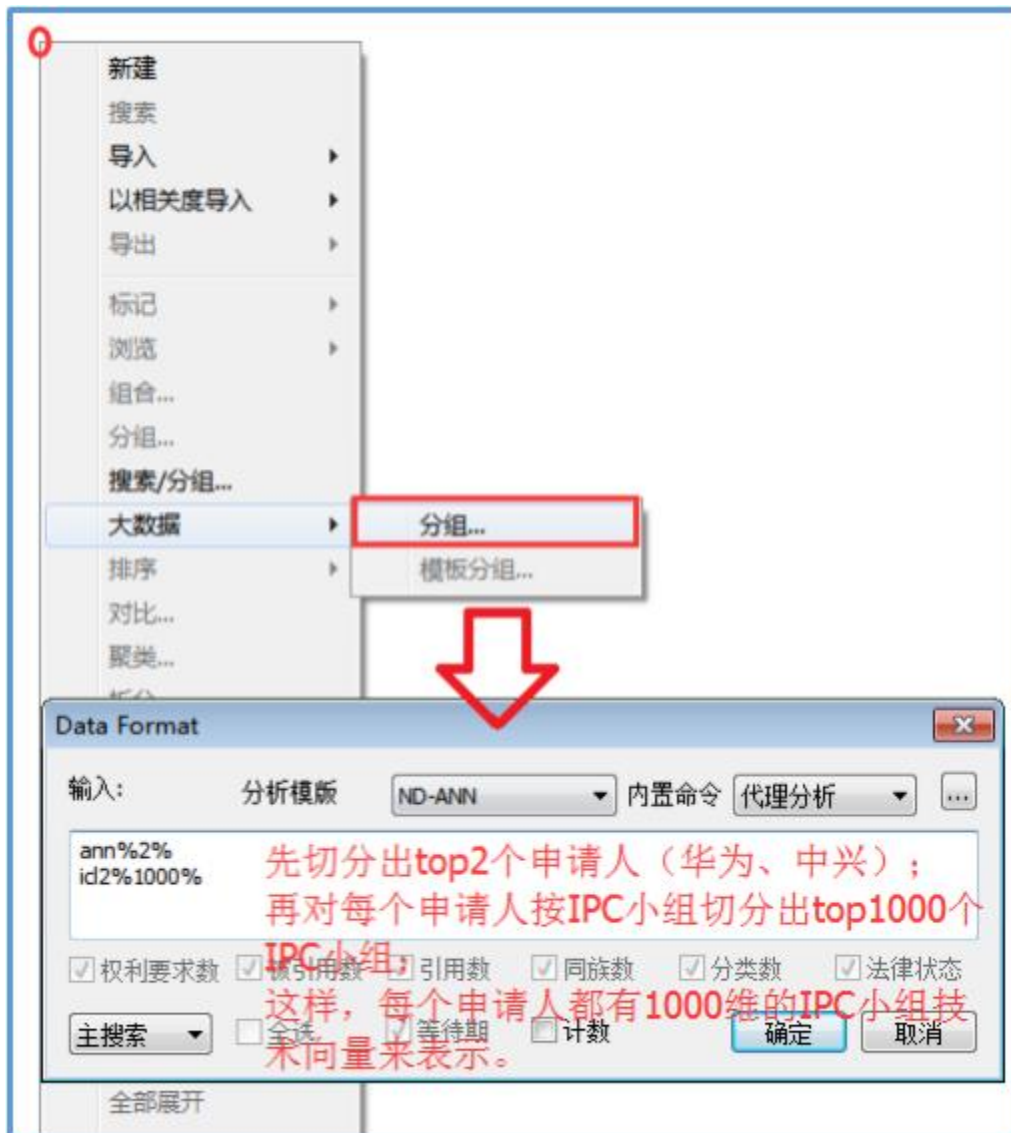 新建
搜索
导入
以相关度导入
导出
标记
浏览
组合...
分组...
搜索/分组...
大数据
分组...
排序
模板分组...
对比...
聚类...
Data Format
输入: 分析模版 ND-ANN 内置命令 代理分析 ...
ann%2%
id2%1000%
先切分出top2个申请人（华为、中兴）；
再对每个申请人按IPC小组切分出top1000个
IPC小组；
这样，每个申请人都有1000维的IPC小组技
术向量来表示。
权利要求数 被引用数 引用数 同族数 分类数 法律状态
主搜索 全选 等待期 计数 确定 取消
全部展开